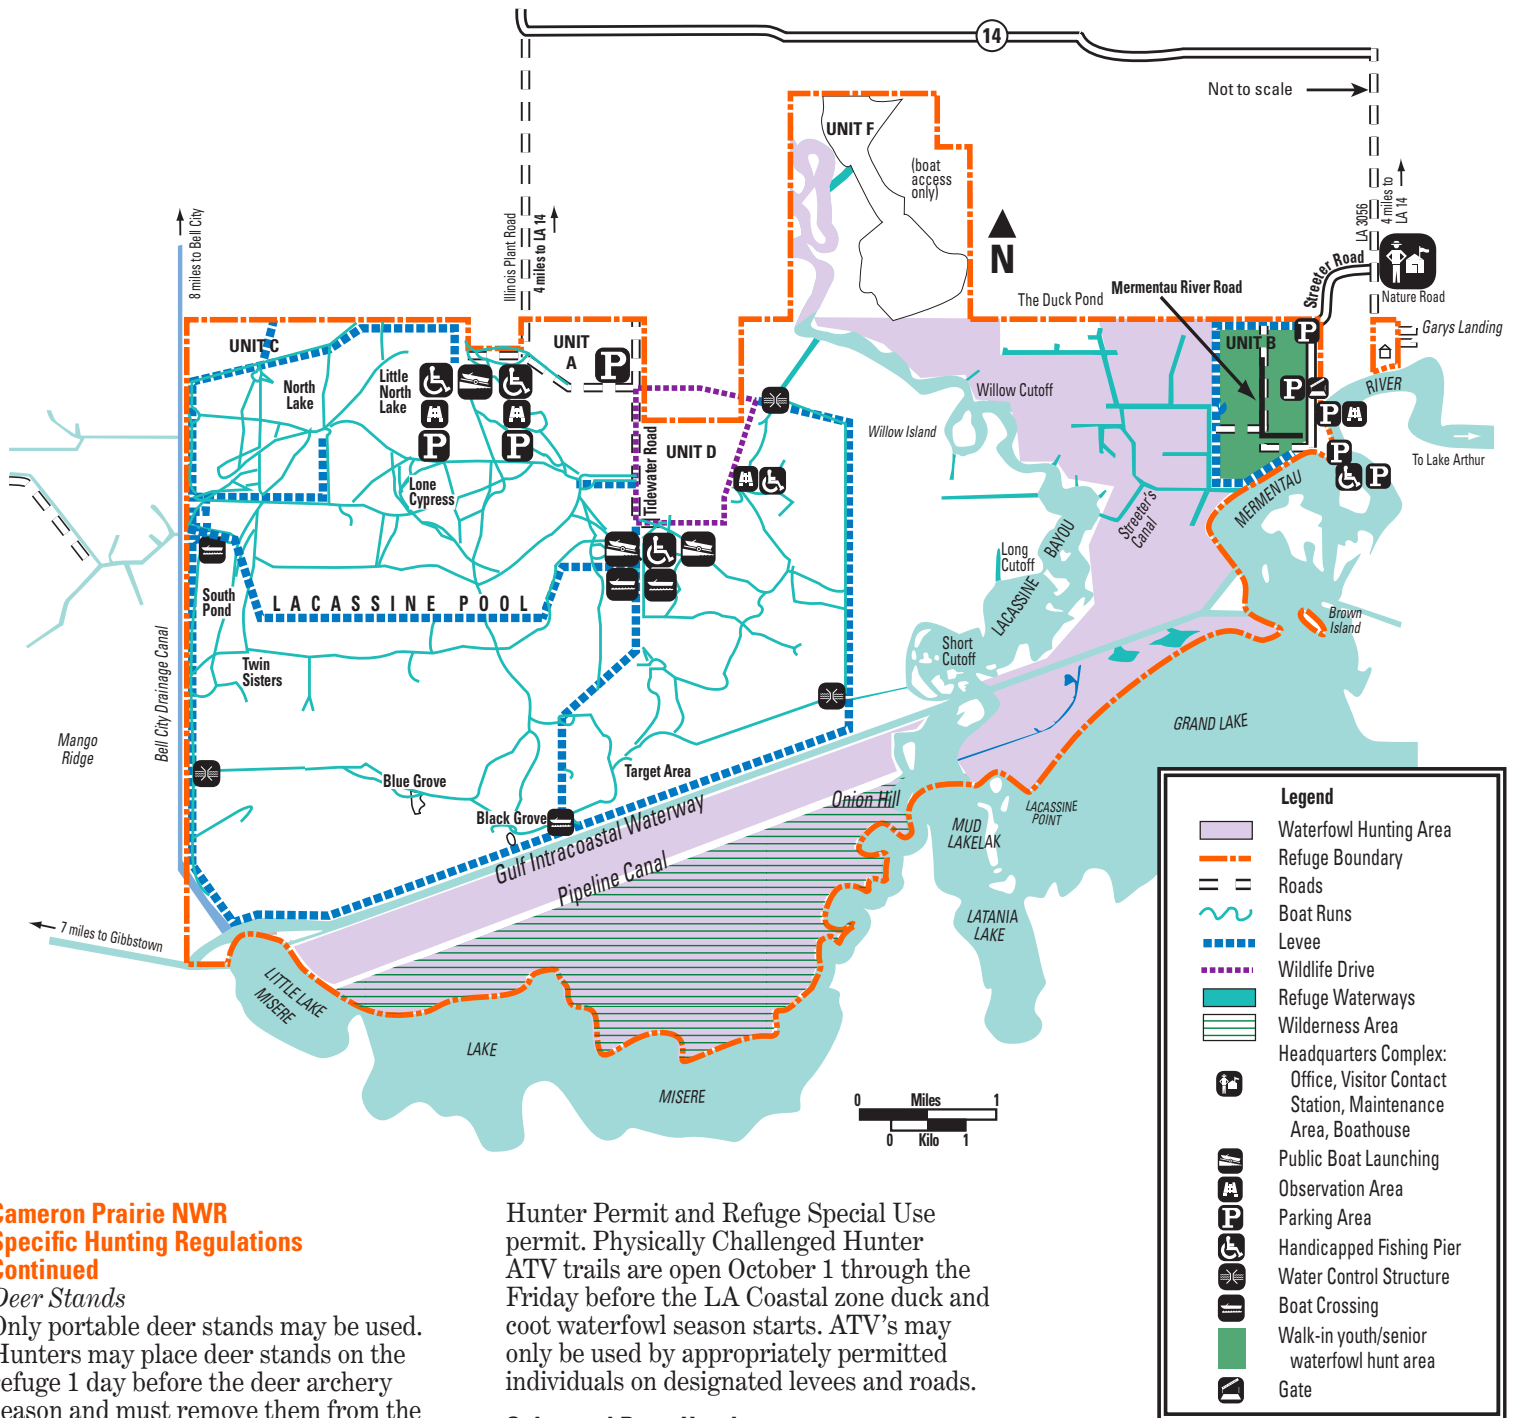 14
Not to scale
UNIT F
(boat
access
only)
8 miles to Bell City
Illinois Plant Road
4 miles to LA 14
LA 3056
4 miles to
LA 14
N
Streeter Road
Nature Road
The Duck Pond
Mermentau River Road
Garys Landing
UNIT C
UNIT
A
P
UNIT B
P
North
Lake
Little
North
Lake
Willow Cutoff
P
RIVER
P
P
P
Willow Island
UNIT D
Tidewater Road
To Lake Arthur
P
P
Lone
Cypress
MERMENTAU
Streeter's
Canal
BAYOU
Long
Cutoff
LACASSINE
South
Pond
LACASSINE POOL
Brown
Island
Short
Cutoff
Twin
Sisters
Bell City Drainage Canal
Mango
Ridge
GRAND LAKE
Target Area
Blue Grove
Onion Hill
Black Grove
Gulf Intracoastal Waterway
Pipeline Canal
LACASSINE
POINT
MUD
LAKELAK
LATANIA
LAKE
7 miles to Gibbstown
LITTLE LAKE
MISERE
LAKE
MISERE
0 Miles 1
0 Kilo 1
Legend
Waterfowl Hunting Area
Refuge Boundary
Roads
Boat Runs
Levee
Wildlife Drive
Refuge Waterways
Wilderness Area
Headquarters Complex:
Office, Visitor Contact
Station, Maintenance
Area, Boathouse
Public Boat Launching
Observation Area
P Parking Area
Handicapped Fishing Pier
Water Control Structure
Boat Crossing
Walk-in youth/senior
waterfowl hunt area
Gate
Cameron Prairie NWR
Specific Hunting Regulations
Continued
Deer Stands
Only portable deer stands may be used.
Hunters may place deer stands on the
refuge 1 day before the deer archery
season and must remove them from the
Hunter Permit and Refuge Special Use
permit. Physically Challenged Hunter
ATV trails are open October 1 through the
Friday before the LA Coastal zone duck and
coot waterfowl season starts. ATV's may
only be used by appropriately permitted
individuals on designated levees and roads.